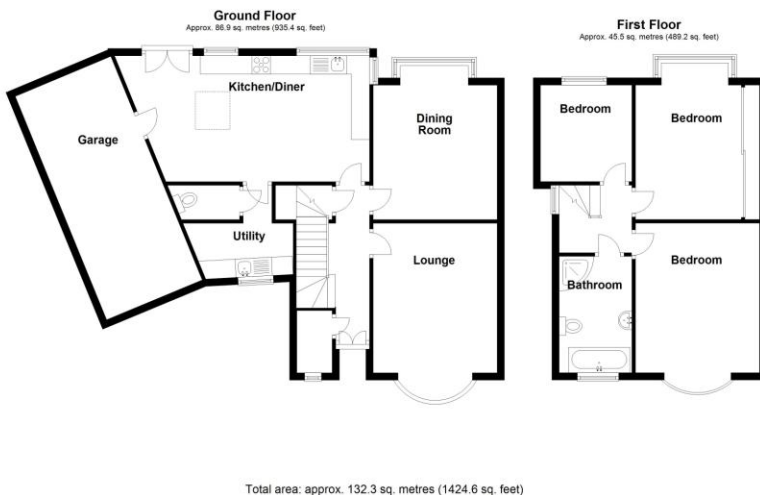 Ground Floor
Approx. 86.9 sq. metres (935.4 sq. feet)
Kitchen/Diner
Garage
Dining
Room
Utility
Lounge
First Floor
Approx. 45.5 sq. metres (489.2 sq. feet)
Bedroom
Bedroom
Bathroom
Bedroom
Total area: approx. 132.3 sq. metres (1424.6 sq. feet)